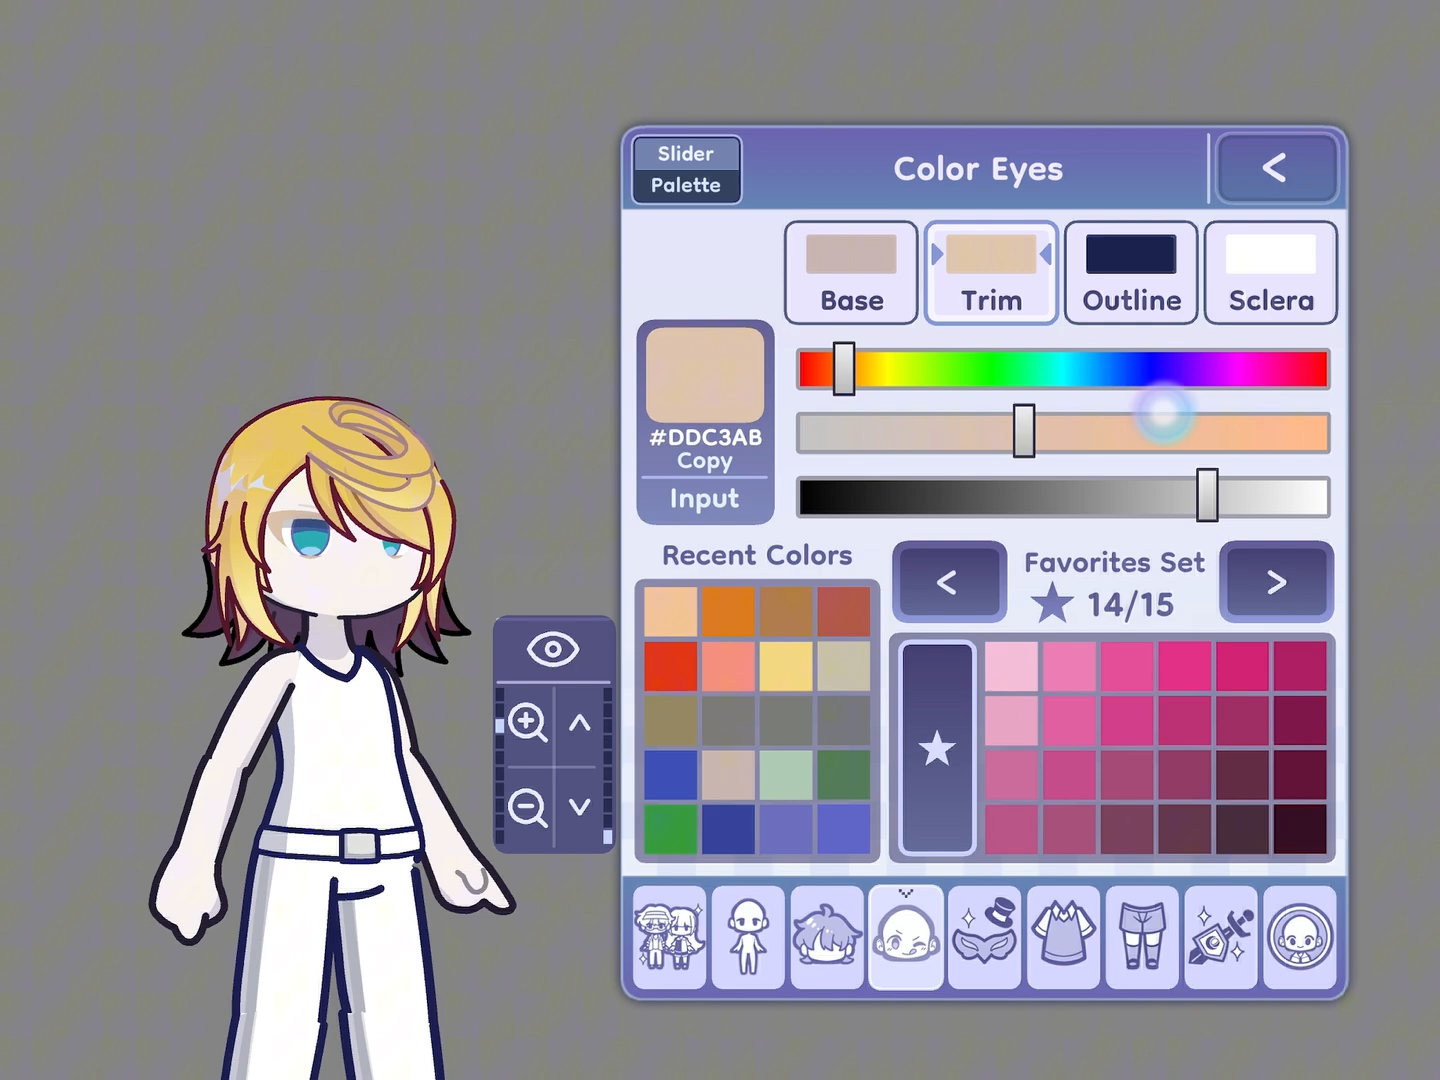 Slider
Palette
Color Eyes
<
Base
Trim
Outline
Sclera
#DDC3AB
Copy
Input
Recent Colors
<
Favorites Set
14/15
>